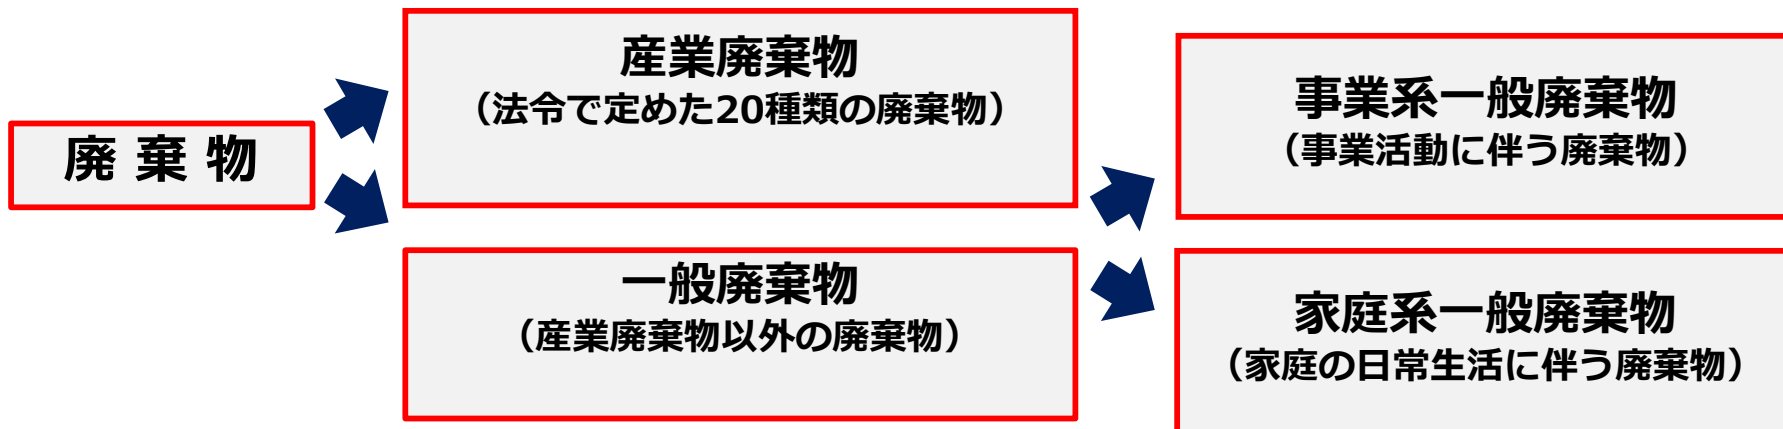 廃 棄 物
産業廃棄物
（法令で定めた20種類の廃棄物）
一般廃棄物
（産業廃棄物以外の廃棄物）
事業系一般廃棄物
（事業活動に伴う廃棄物）
家庭系一般廃棄物
（家庭の日常生活に伴う廃棄物）